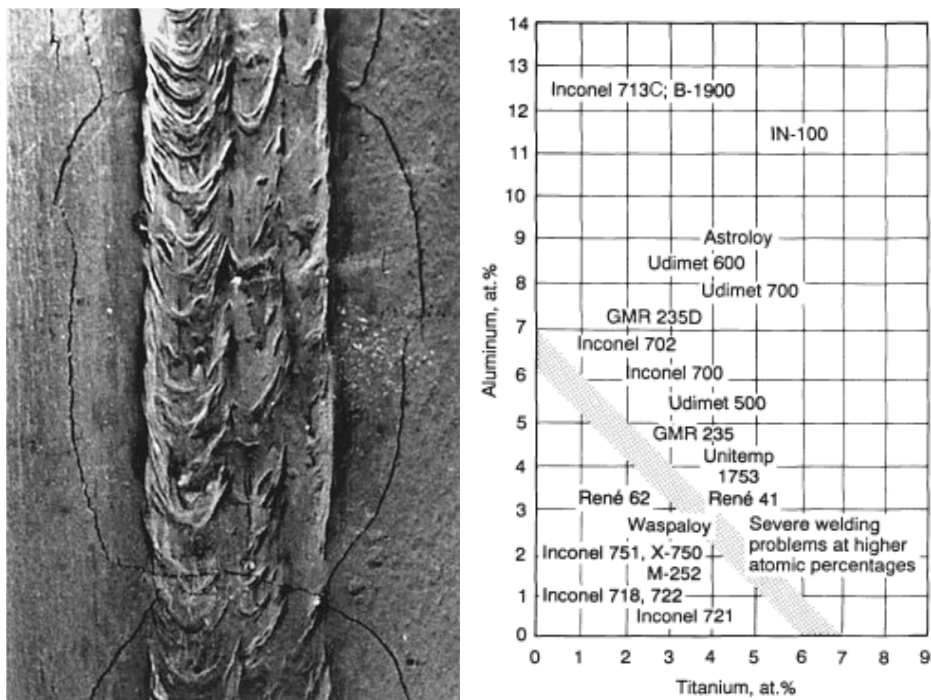 14
13
12
11
10
9
8
7
6
5
4
3
2
1
0
Aluminum, at.%
Inconel 713C; B-1900
IN-100
Astroloy
Udimet 600
Udimet 700
GMR 235D
Inconel 702
Inconel 700
Udimet 500
GMR 235
Unitemp
1753
René 62
René 41
Waspaloy
Severe welding
problems at higher
atomic percentages
Inconel 751, X-750
M-252
Inconel 718, 722
Inconel 721
0 1 2 3 4 5 6 7 8 9
Titanium, at.%